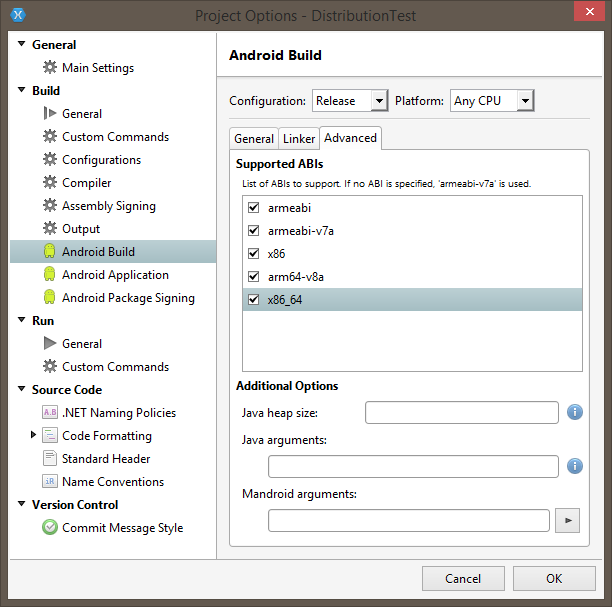 Project Options - DistributionTest
General
Main Settings
Build
General
Custom Commands
Configurations
Compiler
Assembly Signing
Output
Android Build
Android Application
Android Package Signing
Run
General
Custom Commands
Source Code
A.B .NET Naming Policies
Code Formatting
Standard Header
iR Name Conventions
Version Control
Commit Message Style
Android Build
Configuration: Release Platform: Any CPU
General Linker Advanced
Supported ABIs
List of ABIs to support. If no ABI is specified, 'armeabi-v7a' is used.
armeabi
armeabi-v7a
x86
arm64-v8a
x86_64
Additional Options
Java heap size:
Java arguments:
Mandroid arguments:
Cancel OK